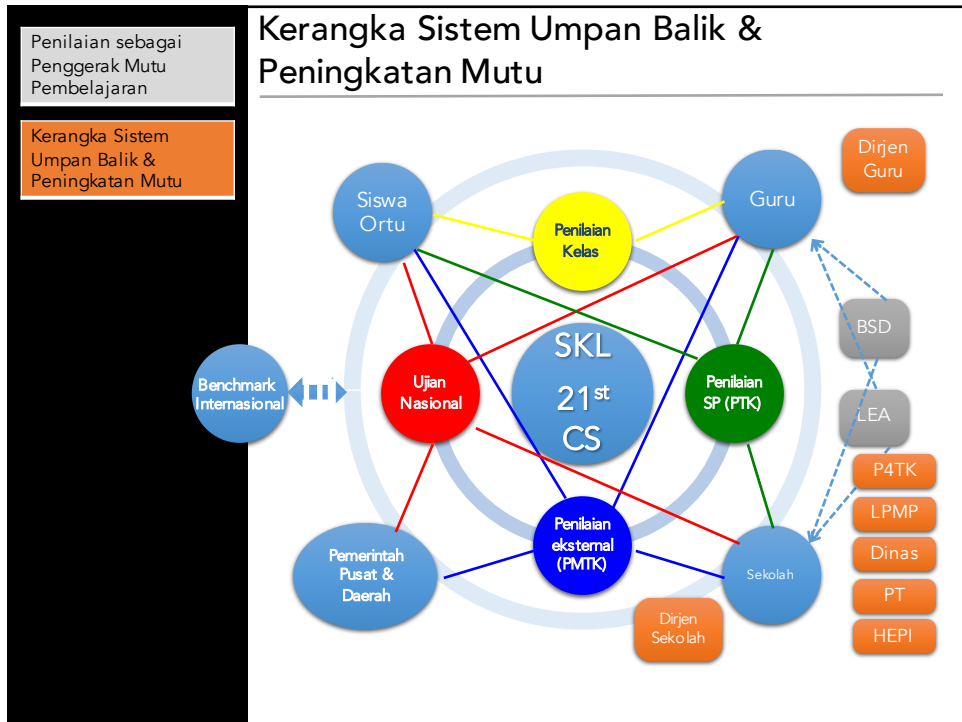 Penilaian sebagai
Penggerak Mutu
Pembelajaran
Kerangka Sistem
Umpan Balik &
Peningkatan Mutu
Kerangka Sistem Umpan Balik &
Peningkatan Mutu
Dirjen
Guru
Siswa
Ortu
Penilaian
Kelas
Guru
BSD
SKL
21st
CS
Benchmark
Internasional
Ujian
Nasional
Penilaian
SP (PTK)
LEA
P4TK
LPMP
Dinas
PT
HEPI
Pemerintah
Pusat &
Daerah
Penilaian
eksternal
(PMTK)
Sekolah
Dirjen
Sekolah